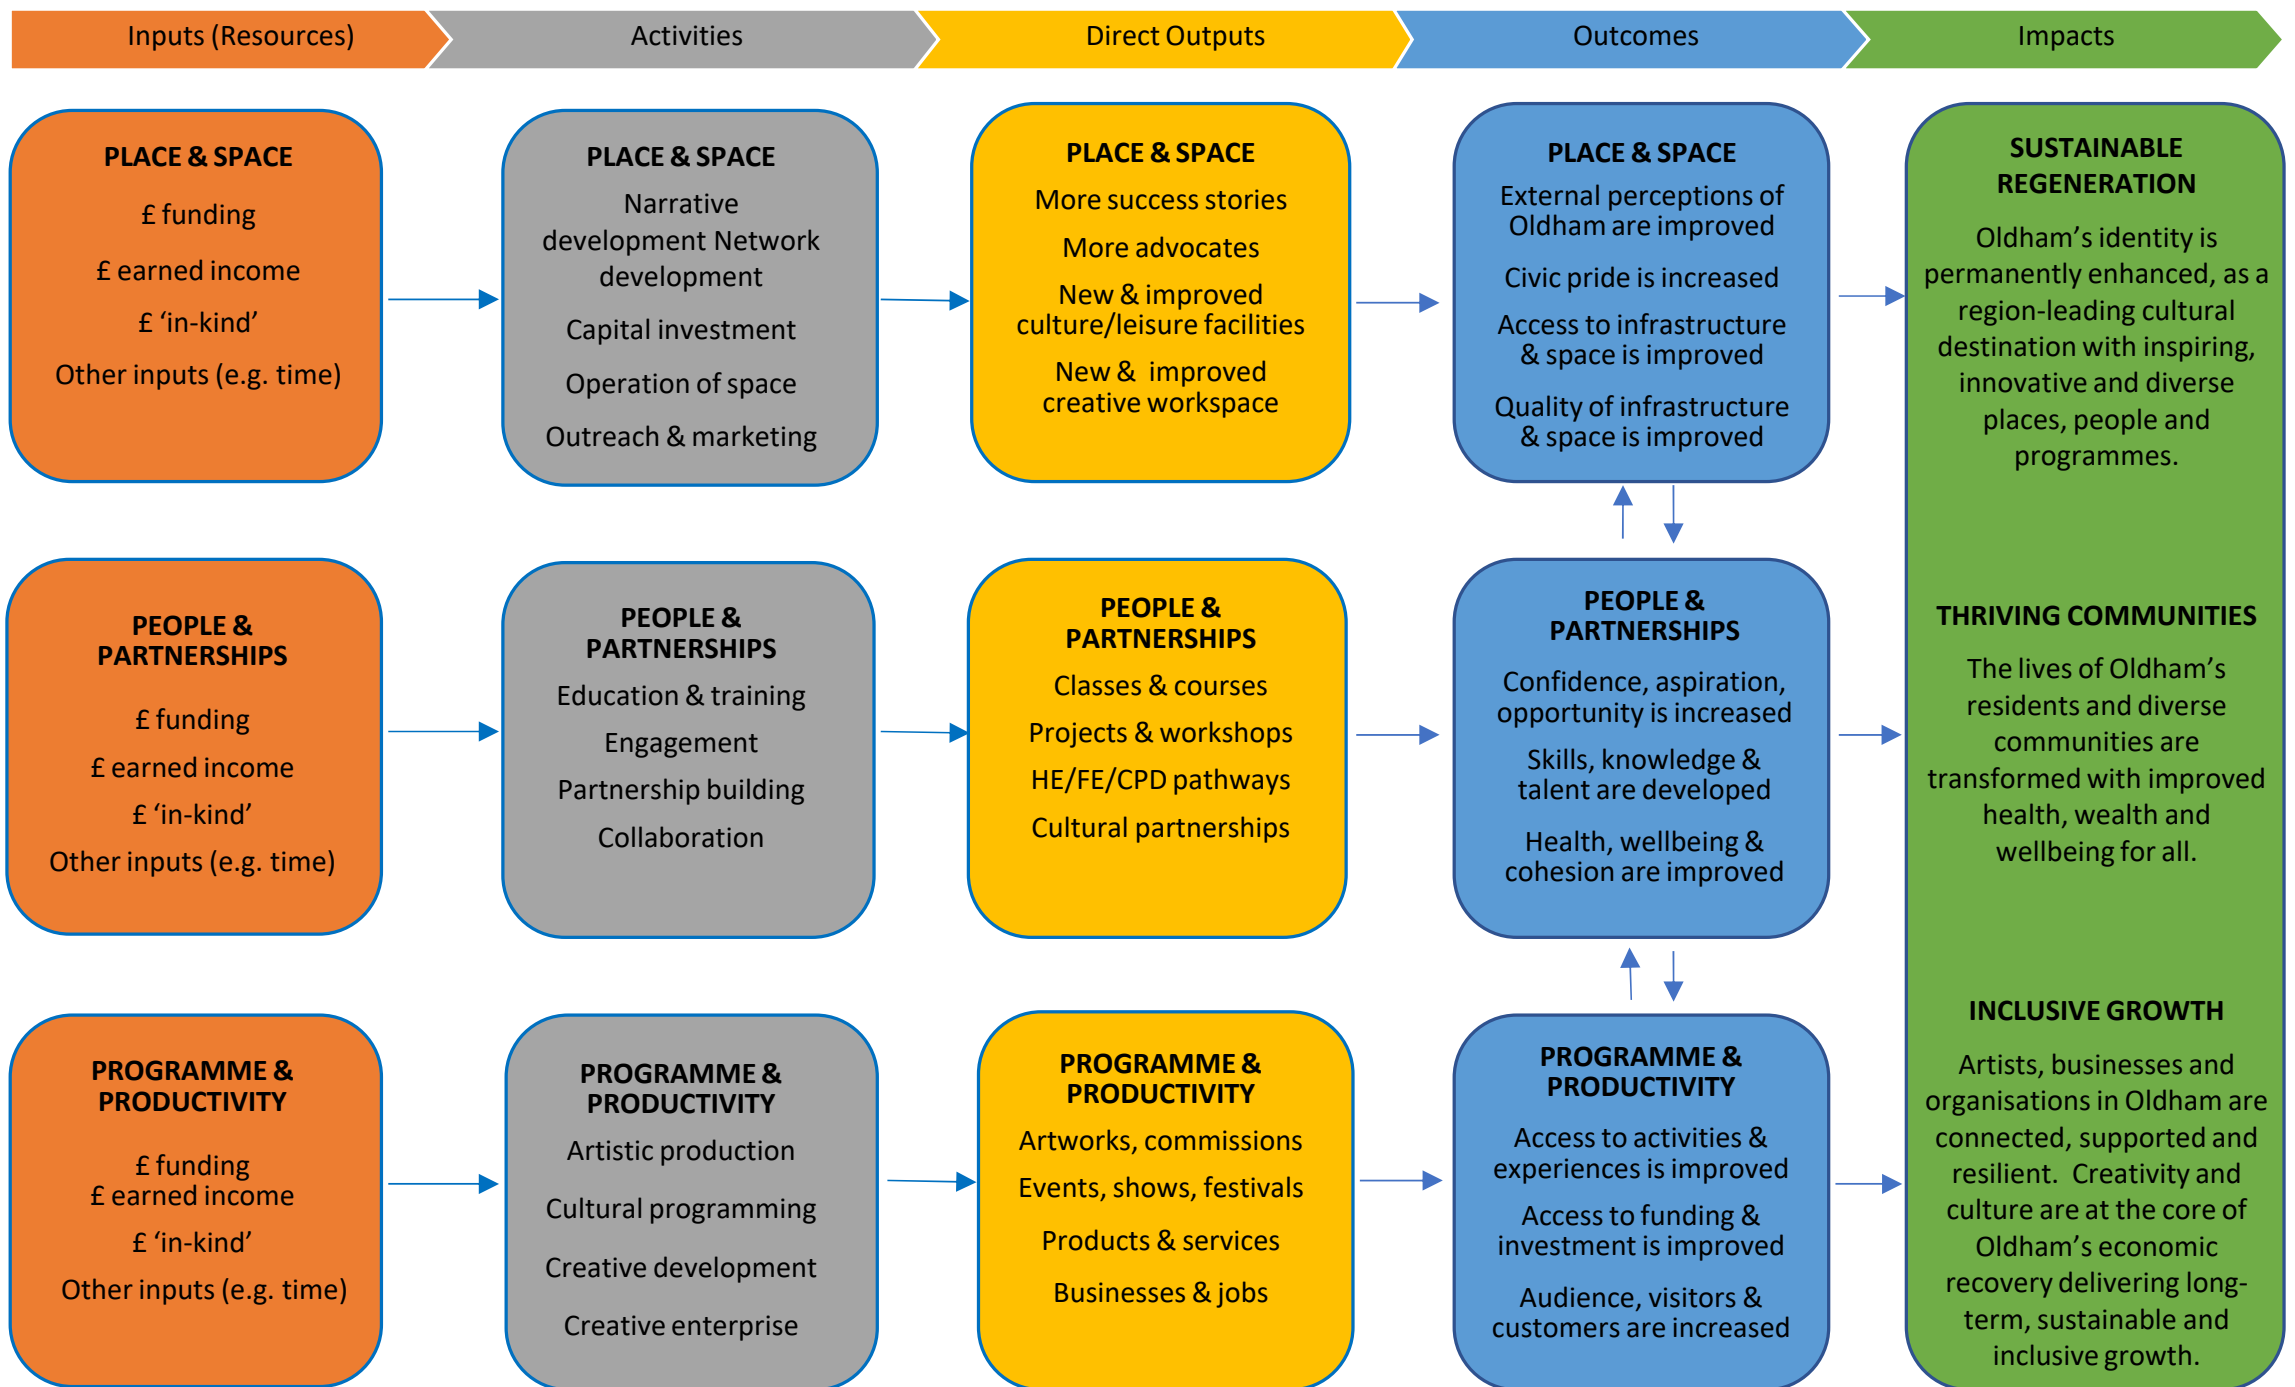 Inputs (Resources)
Activities
Direct Outputs
Outcomes
Impacts
PLACE & SPACE
£ funding
£ earned income
£ ‘in-kind’
Other inputs (e.g. time)
PLACE & SPACE
Narrative
development Network
development
Capital investment
Operation of space
Outreach & marketing
PLACE & SPACE
More success stories
More advocates
New & improved
culture/leisure facilities
New & improved
creative workspace
PLACE & SPACE
External perceptions of
Oldham are improved
Civic pride is increased
Access to infrastructure
& space is improved
Quality of infrastructure
& space is improved
SUSTAINABLE
REGENERATION
Oldham’s identity is
permanently enhanced, as a
region-leading cultural
destination with inspiring,
innovative and diverse
places, people and
programmes.
PEOPLE &
PARTNERSHIPS
£ funding
£ earned income
£ ‘in-kind’
Other inputs (e.g. time)
PEOPLE &
PARTNERSHIPS
Education & training
Engagement
Partnership building
Collaboration
PEOPLE &
PARTNERSHIPS
Classes & courses
Projects & workshops
HE/FE/CPD pathways
Cultural partnerships
PEOPLE &
PARTNERSHIPS
Confidence, aspiration,
opportunity is increased
Skills, knowledge &
talent are developed
Health, wellbeing &
cohesion are improved
THRIVING COMMUNITIES
The lives of Oldham’s
residents and diverse
communities are
transformed with improved
health, wealth and
wellbeing for all.
PROGRAMME &
PRODUCTIVITY
£ funding
£ earned income
£ ‘in-kind’
Other inputs (e.g. time)
PROGRAMME &
PRODUCTIVITY
Artistic production
Cultural programming
Creative development
Creative enterprise
PROGRAMME &
PRODUCTIVITY
Artworks, commissions
Events, shows, festivals
Products & services
Businesses & jobs
PROGRAMME &
PRODUCTIVITY
Access to activities &
experiences is improved
Access to funding &
investment is improved
Audience, visitors &
customers are increased
INCLUSIVE GROWTH
Artists, businesses and
organisations in Oldham are
connected, supported and
resilient. Creativity and
culture are at the core of
Oldham’s economic
recovery delivering long-
term, sustainable and
inclusive growth.